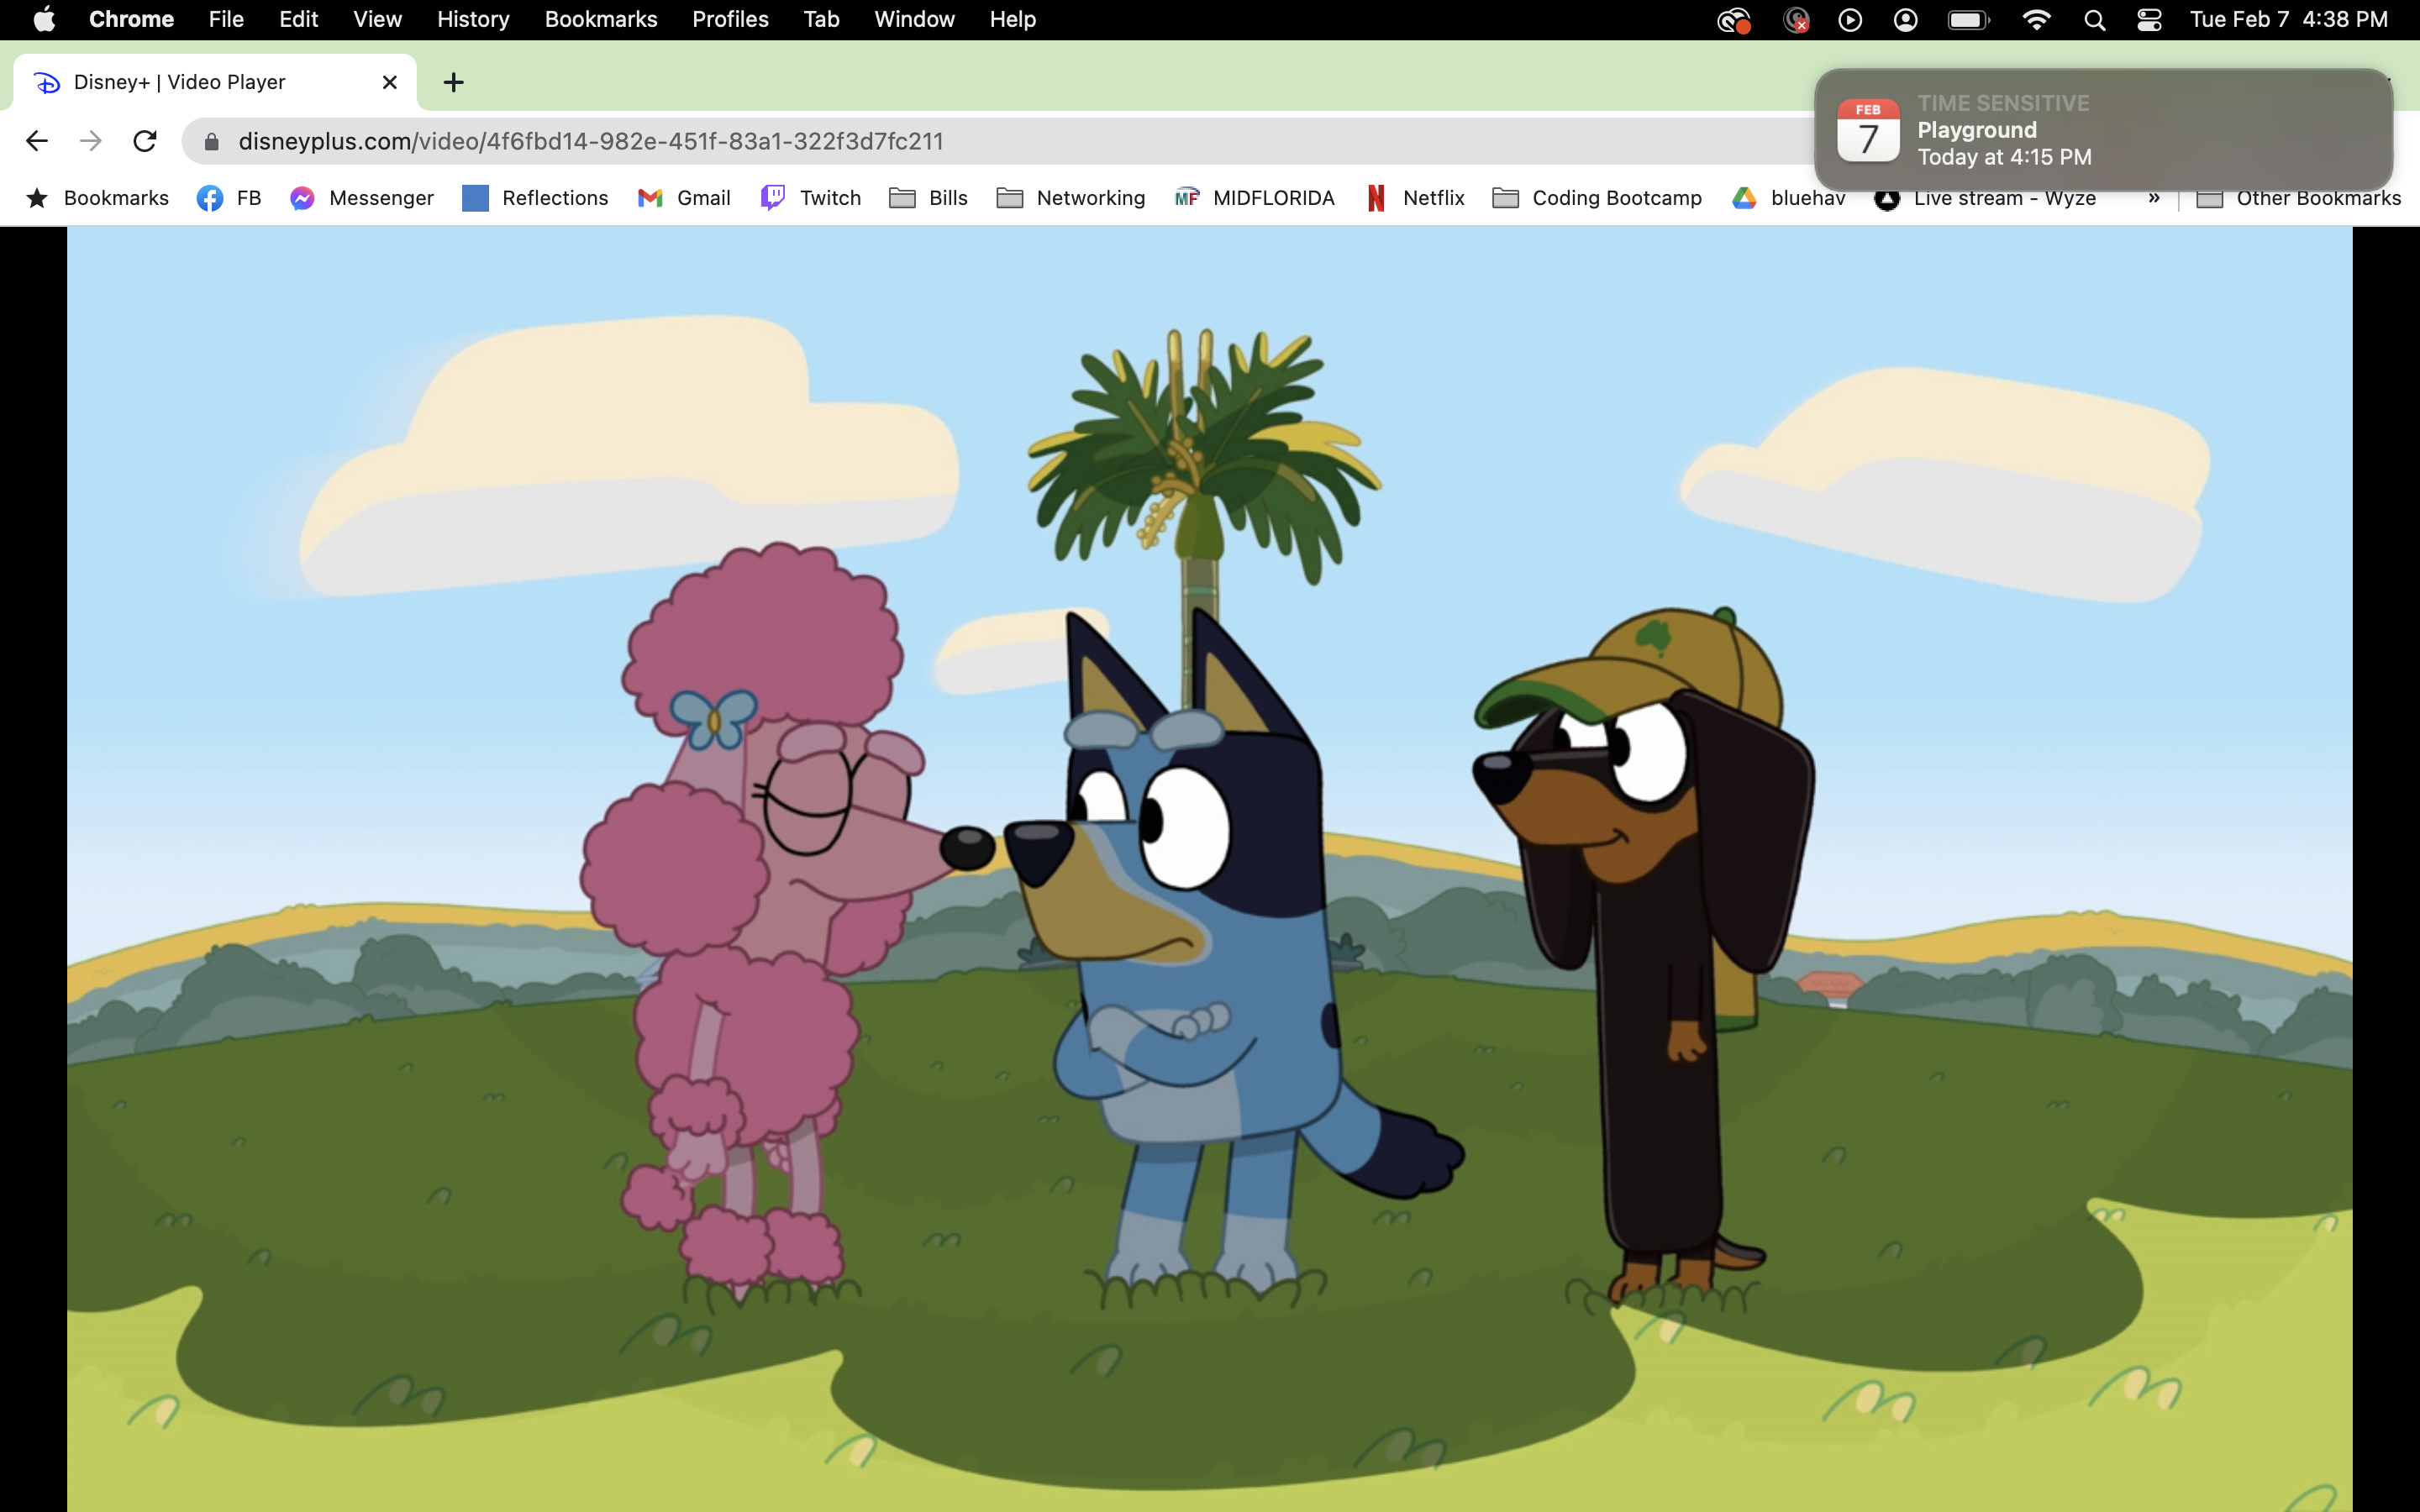 Chrome File Edit View History Bookmarks Profiles Tab Window Help Tue Feb 7 4:38 PM
Disney+ | Video Player
TIME SENSITIVE
FEB
7
Playground
Today at 4:15 PM
disneyplus.com/video/4f6fbd14-982e-451f-83a1-322f3d7fc211
Bookmarks FB Messenger Reflections Gmail Twitch Bills Networking MF MIDFLORIDA Netflix Coding Bootcamp bluehav Live stream - Wyze » Other Bookmarks